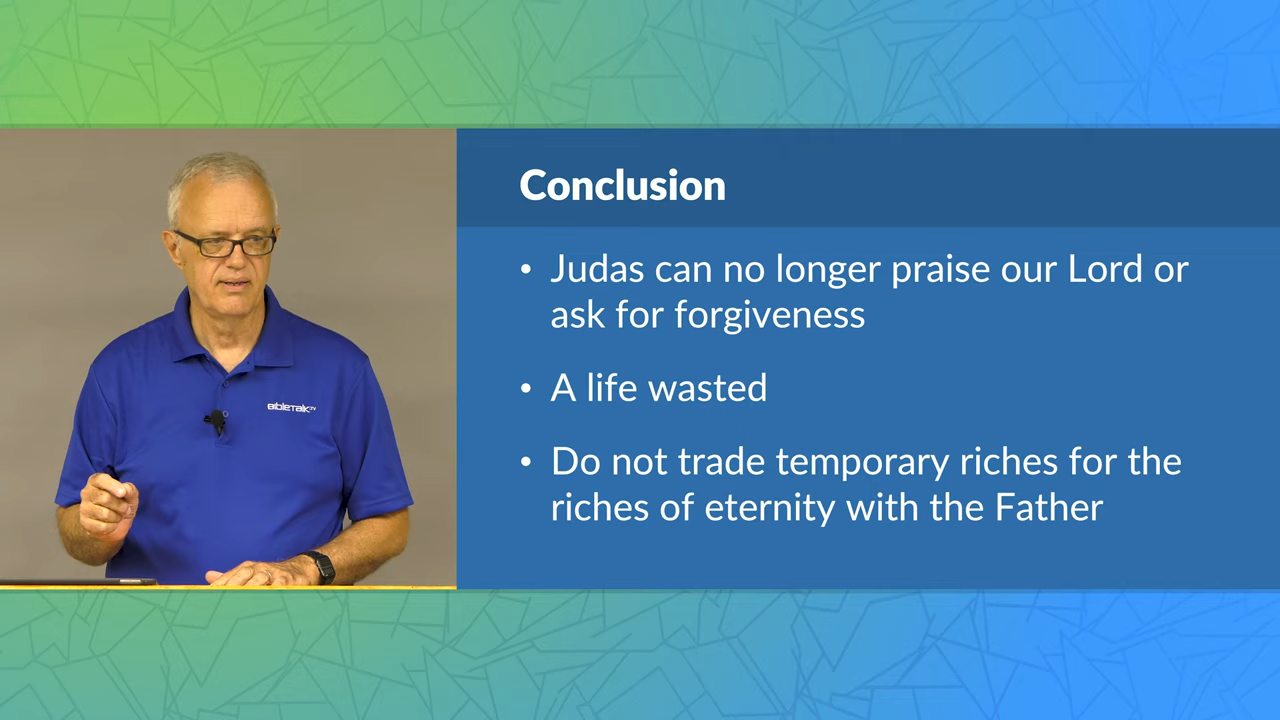 BibleTalk.TV
Conclusion
• Judas can no longer praise our Lord or
ask for forgiveness
• A life wasted
• Do not trade temporary riches for the
riches of eternity with the Father